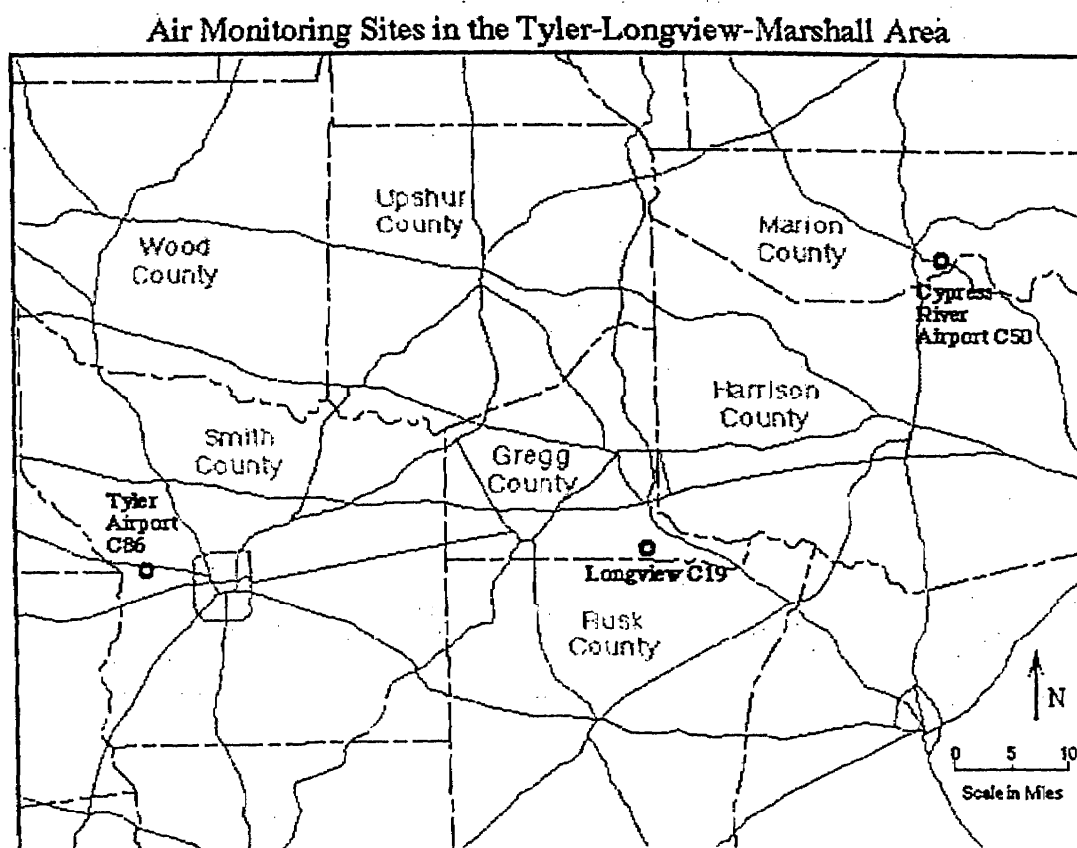 Air Monitoring Sites in the Tyler-Longview-Marshall Area
Upshur
County
Wood
County
Marion
County
Cypress
River
Airport C50
Harrison
County
Smith
County
Gregg
County
Tyler
Airport
C86
Longview C19
Rusk
County
N
0 5 10
Scale in Miles